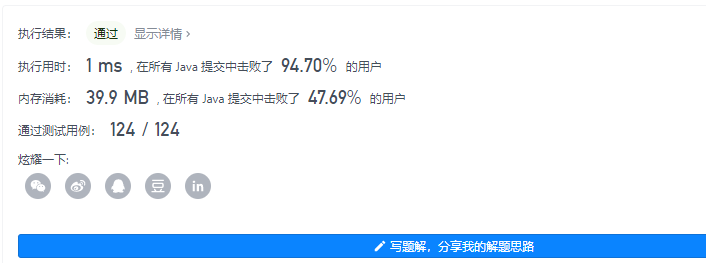 执行结果： 通过 显示详情 >
执行用时： 1 ms , 在所有 Java 提交中击败了 94.70% 的用户
内存消耗： 39.9 MB , 在所有 Java 提交中击败了 47.69% 的用户
通过测试用例： 124 / 124
炫耀一下:
豆 in
写题解，分享我的解题思路